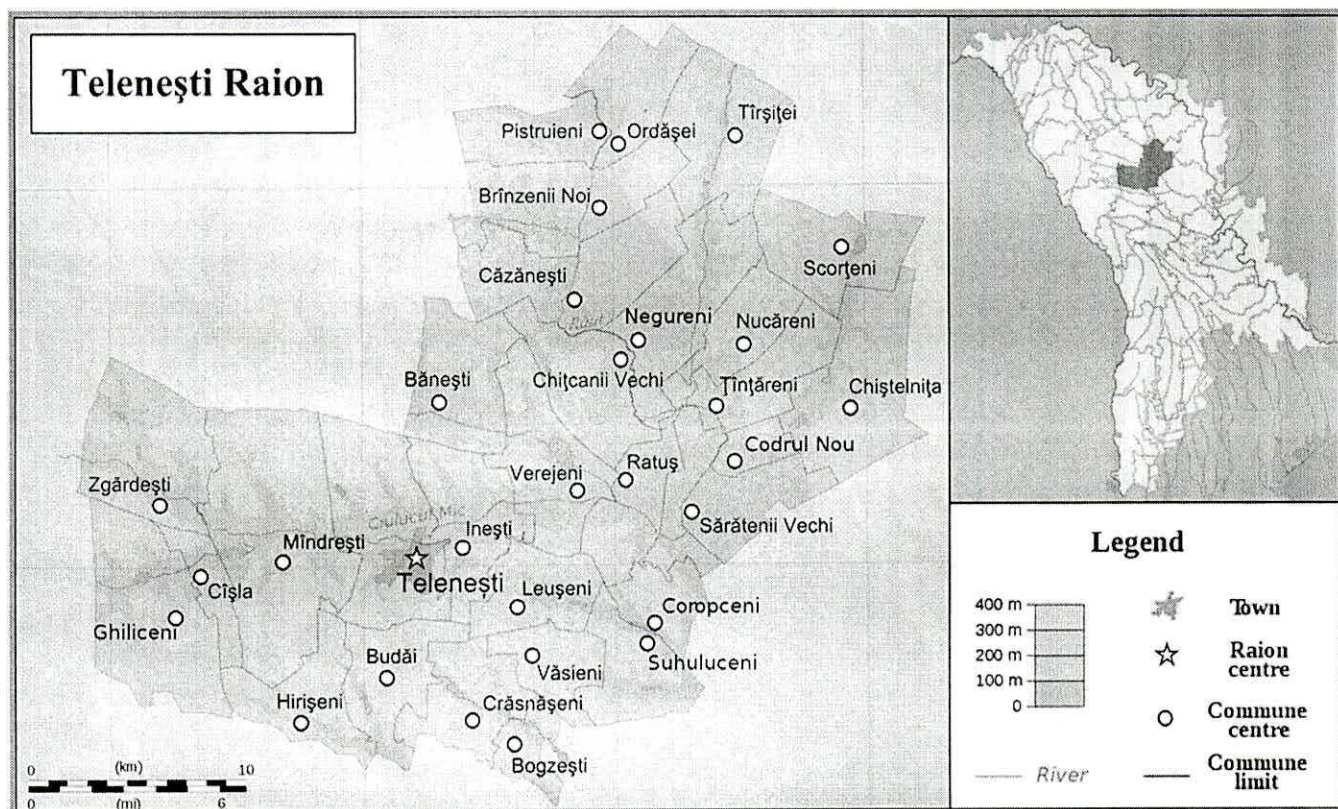 Teleneşti Raion
Pistruieni
Ordăşei
Tîrşiţei
Brînzenii Noi
Scorţeni
Căzăneşti
Răut
Negureni
Nucăreni
Chiţcanii Vechi
Băneşti
Ţînţăreni
Chiştelniţa
Codrul Nou
Verejeni
Ratuş
Zgărdeşti
Sărătenii Vechi
Ciulucul Mic
Ineşti
Mîndreşti
Teleneşti
Cîşla
Leuşeni
Coropceni
Ghiliceni
Suhuluceni
Budăi
Văsieni
Hirişeni
Crăsnăşeni
Bogzeşti
0 (km) 10
0 (mi) 6
Legend
400 m
300 m
200 m
100 m
0
Town
Raion
centre
Commune
centre
River
Commune
limit